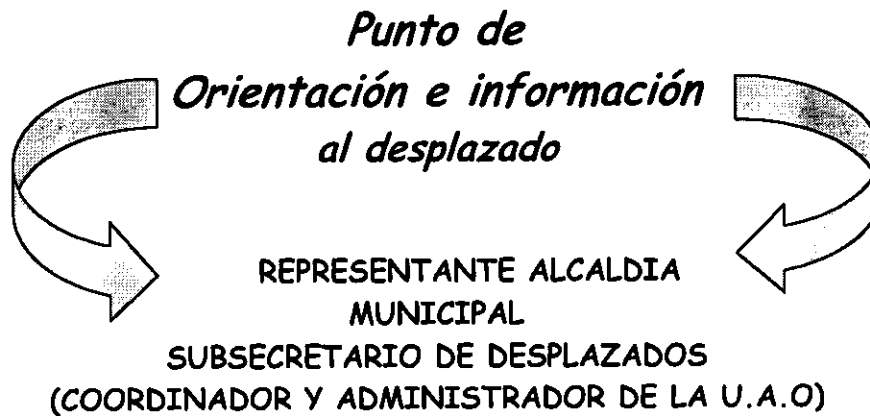 Punto de
Orientación e información
al desplazado
REPRESENTANTE ALCALDIA
MUNICIPAL
SUBSECRETARIO DE DESPLAZADOS
(COORDINADOR Y ADMINISTRADOR DE LA U.A.O)